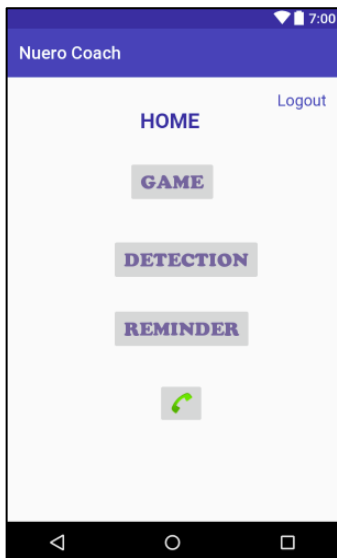 7:00
Nuero Coach
Logout
HOME
GAME
DETECTION
REMINDER